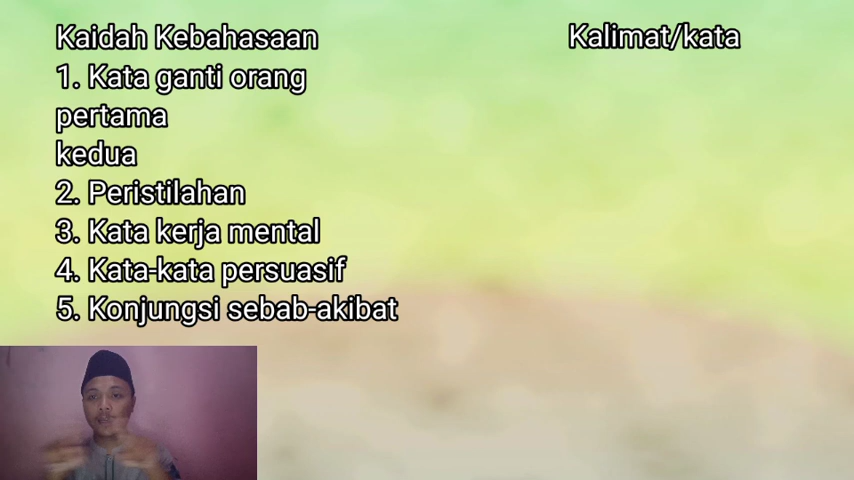 Kaidah Kebahasaan
Kalimat/kata
1. Kata ganti orang
pertama
kedua
2. Peristilahan
3. Kata kerja mental
4. Kata-kata persuasif
5. Konjungsi sebab-akibat